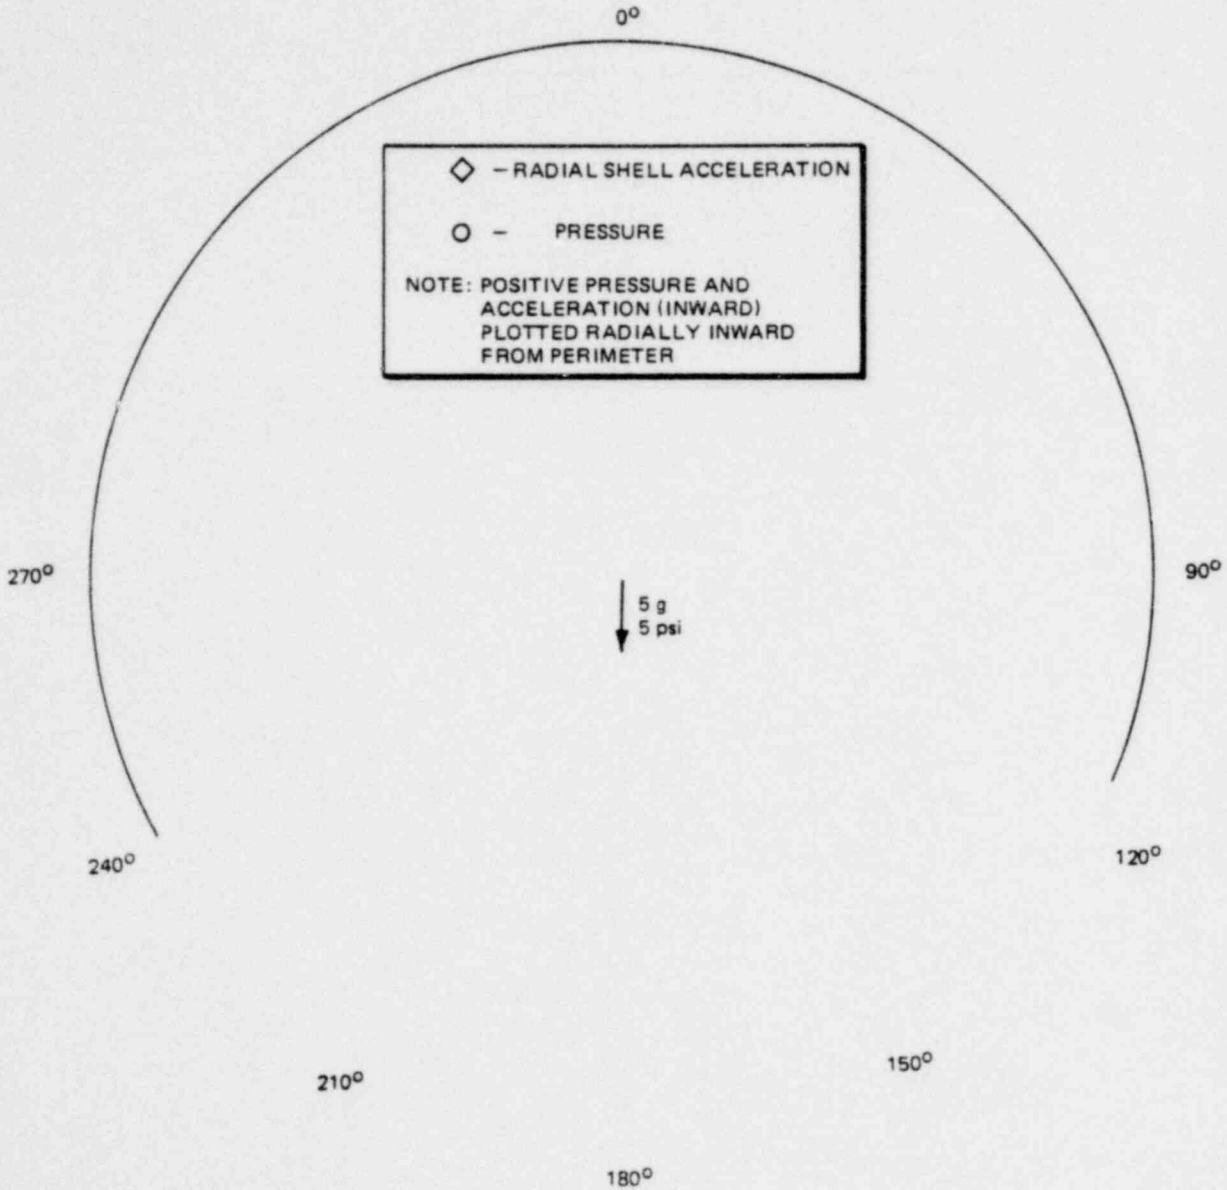 0°
◇ – RADIAL SHELL ACCELERATION
○ – PRESSURE
NOTE: POSITIVE PRESSURE AND
ACCELERATION (INWARD)
PLOTTED RADIALLY INWARD
FROM PERIMETER
270°
90°
5 g
5 psi
240°
120°
210°
150°
180°